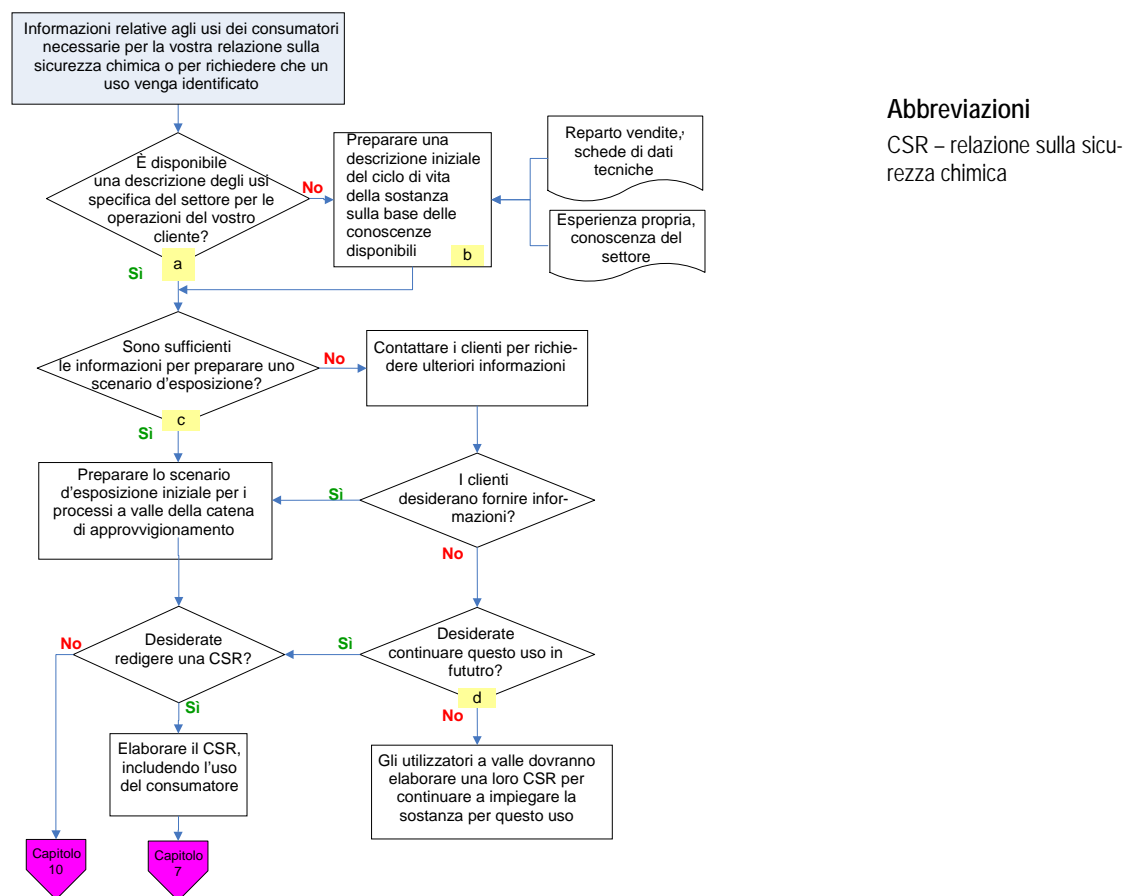 Informazioni relative agli usi dei consumatori
necessarie per la vostra relazione sulla
sicurezza chimica o per richiedere che un
uso venga identificato
Abbreviazioni
CSR – relazione sulla sicu-
rezza chimica
È disponibile
una descrizione degli usi
specifica del settore per le
operazioni del vostro
cliente?
No
Sì
a
Preparare una
descrizione iniziale
del ciclo di vita
della sostanza
sulla base delle
conoscenze
disponibili
b
Reparto vendite,
schede di dati
tecniche
Esperienza propria,
conoscenza del
settore
Sono sufficienti
le informazioni per preparare uno
scenario d'esposizione?
No
Sì
c
Contattare i clienti per richie-
dere ulteriori informazioni
Preparare lo scenario
d'esposizione iniziale per i
processi a valle della catena
di approvvigionamento
Sì
I clienti
desiderano fornire infor-
mazioni?
No
No
Desiderate
redigere una CSR?
Sì
Sì
Desiderate
continuare questo uso in
fututro?
d
No
Elaborare il CSR,
includendo l'uso
del consumatore
Gli utilizzatori a valle dovranno
elaborare una loro CSR per
continuare a impiegare la
sostanza per questo uso
Capitolo
10
Capitolo
7